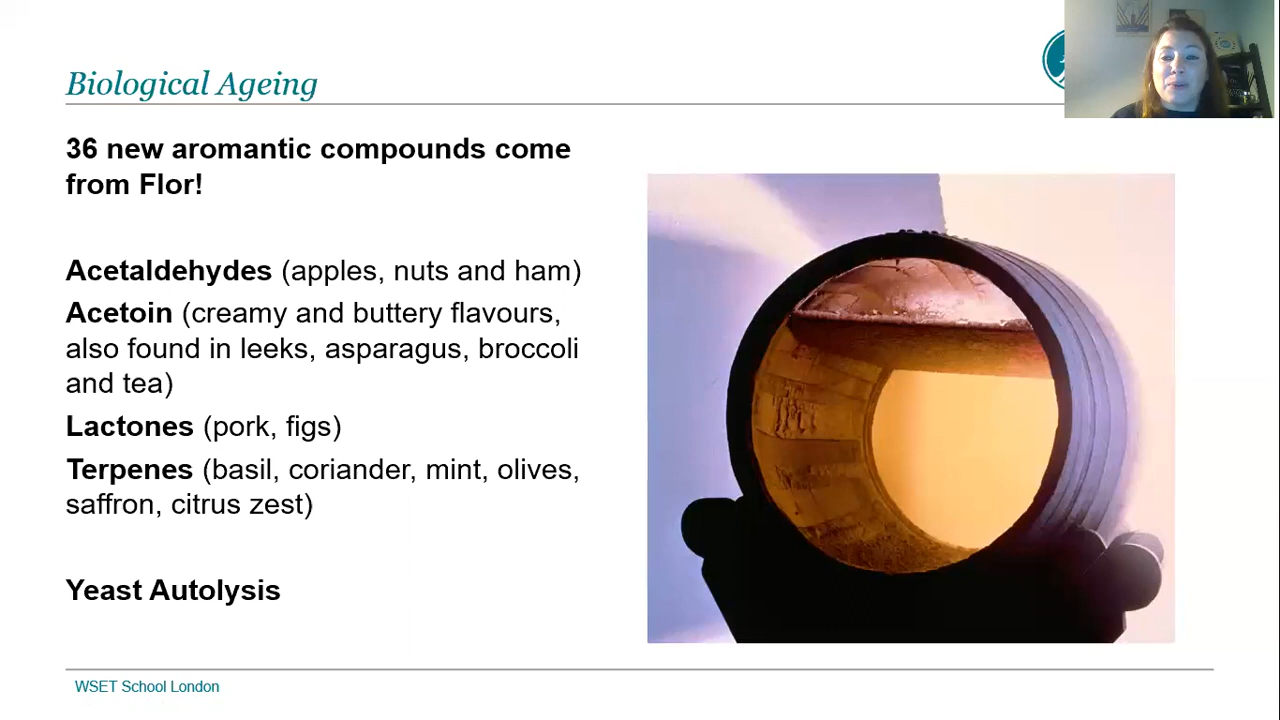 Biological Ageing
36 new aromantic compounds come
from Flor!
Acetaldehydes (apples, nuts and ham)
Acetoin (creamy and buttery flavours,
also found in leeks, asparagus, broccoli
and tea)
Lactones (pork, figs)
Terpenes (basil, coriander, mint, olives,
saffron, citrus zest)
Yeast Autolysis
WSET School London